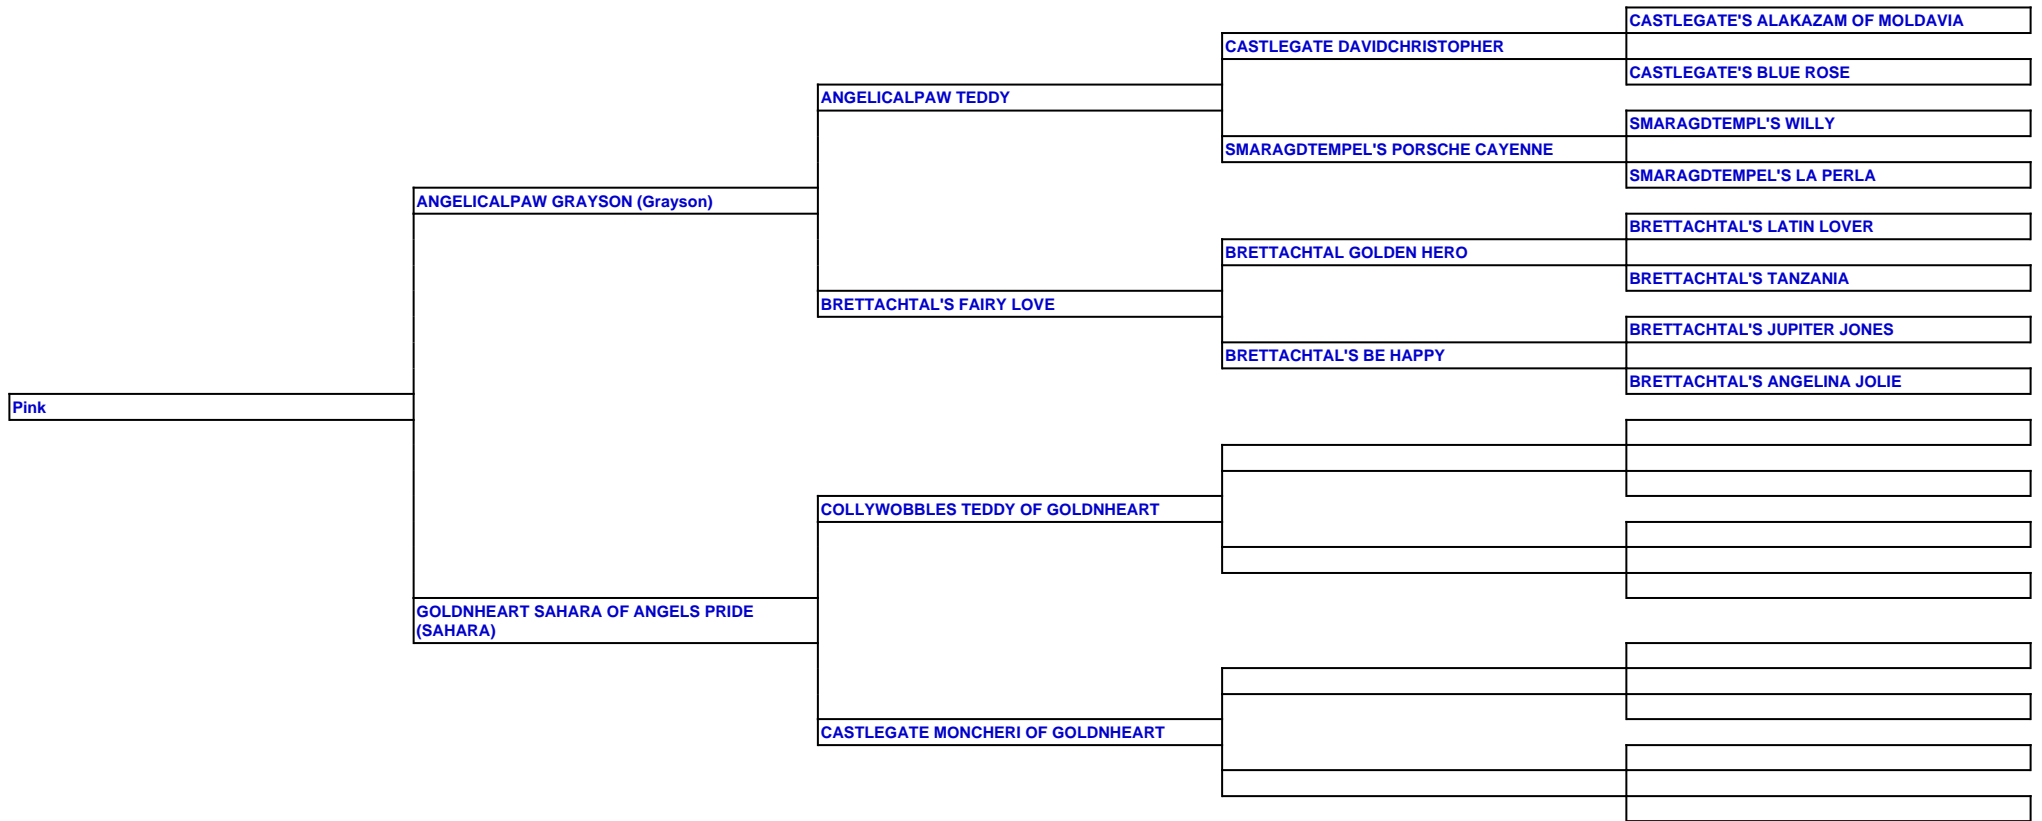 CASTLEGATE'S ALAKAZAM OF MOLDAVIA
CASTLEGATE DAVIDCHRISTOPHER
CASTLEGATE'S BLUE ROSE
ANGELICALPAW TEDDY
SMARAGDTEMPL'S WILLY
SMARAGDTEMPEL'S PORSCHE CAYENNE
SMARAGDTEMPEL'S LA PERLA
ANGELICALPAW GRAYSON (Grayson)
BRETTACHTAL'S LATIN LOVER
BRETTACHTAL GOLDEN HERO
BRETTACHTAL'S TANZANIA
BRETTACHTAL'S FAIRY LOVE
BRETTACHTAL'S JUPITER JONES
BRETTACHTAL'S BE HAPPY
BRETTACHTAL'S ANGELINA JOLIE
Pink
COLLYWOBBLES TEDDY OF GOLDNHEART
GOLDNHEART SAHARA OF ANGELS PRIDE
(SAHARA)
CASTLEGATE MONCHERI OF GOLDNHEART